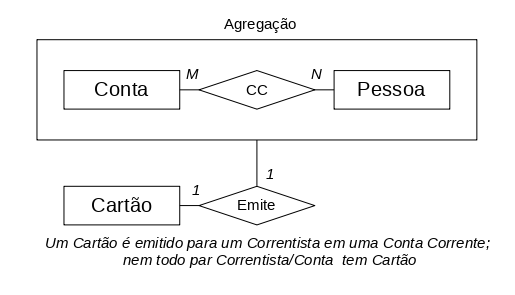 Agregação
M N
Conta CC Pessoa
1
1
Cartão Emite
Um Cartão é emitido para um Correntista em uma Conta Corrente;
nem todo par Correntista/Conta tem Cartão